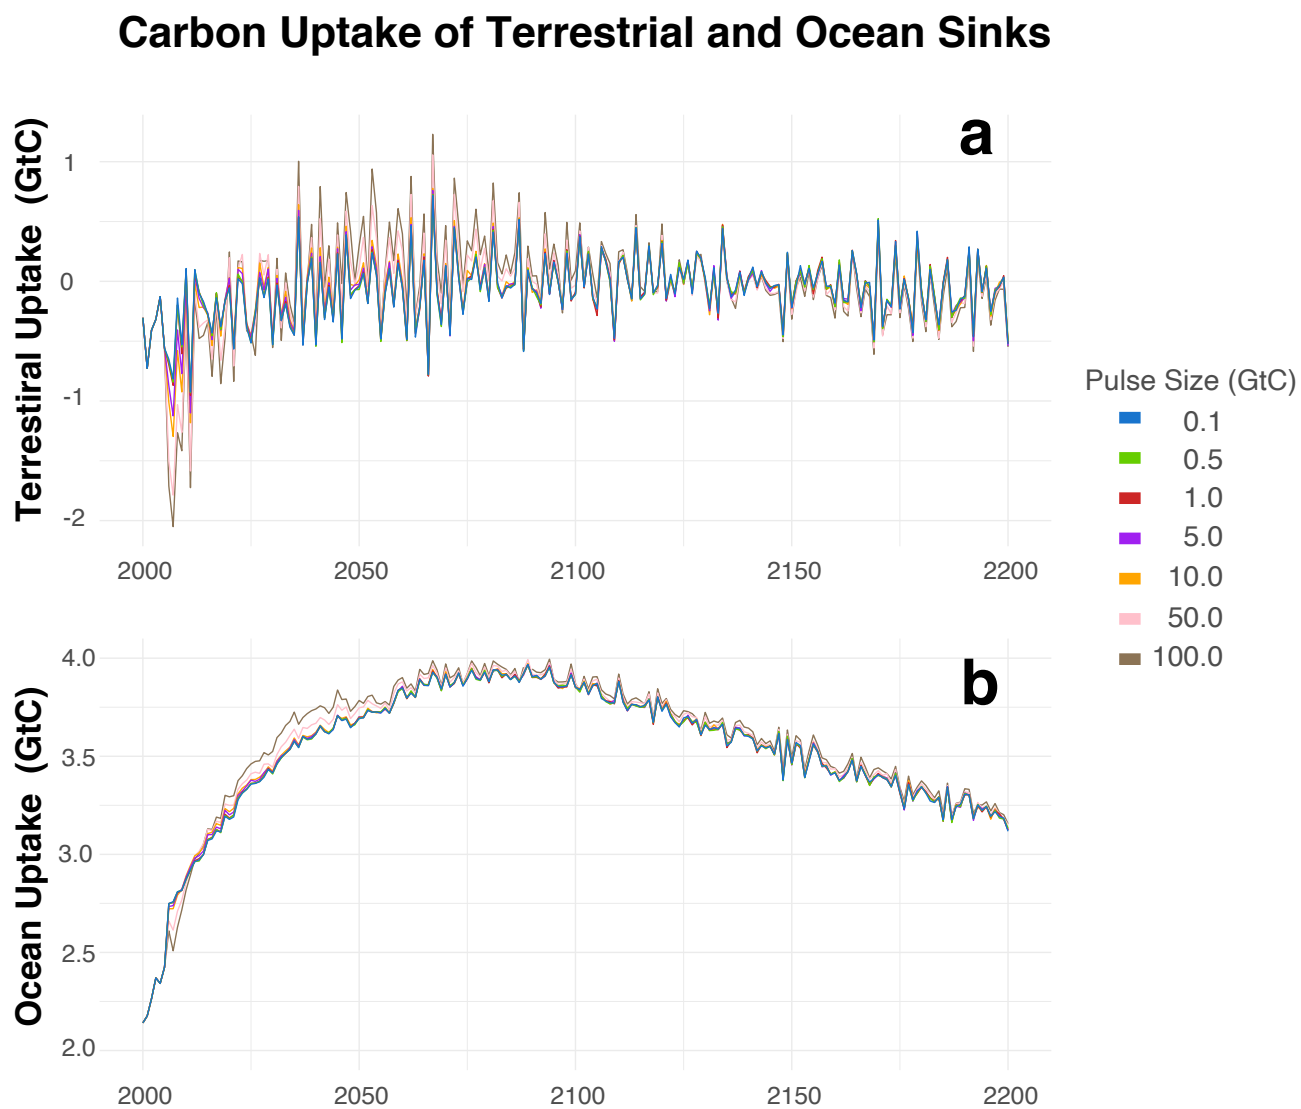 Carbon Uptake of Terrestrial and Ocean Sinks
a
Terrestiral Uptake (GtC)
1
0
-1
-2
2000 2050 2100 2150 2200
Pulse Size (GtC)
0.1
0.5
1.0
5.0
10.0
50.0
100.0
b
Ocean Uptake (GtC)
4.0
3.5
3.0
2.5
2.0
2000 2050 2100 2150 2200